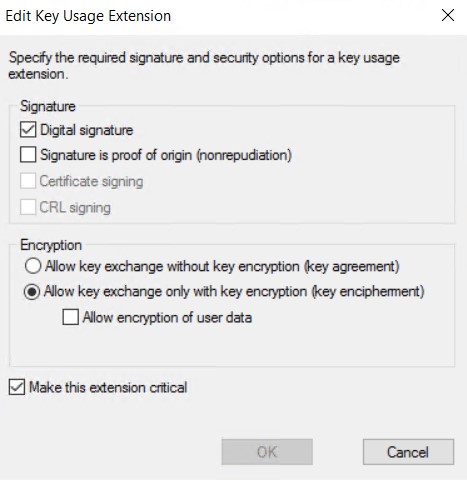 Edit Key Usage Extension
Specify the required signature and security options for a key usage
extension.
Signature
Digital signature
Signature is proof of origin (nonrepudiation)
Certificate signing
CRL signing
Encryption
Allow key exchange without key encryption (key agreement)
Allow key exchange only with key encryption (key encipherment)
Allow encryption of user data
Make this extension critical
OK
Cancel